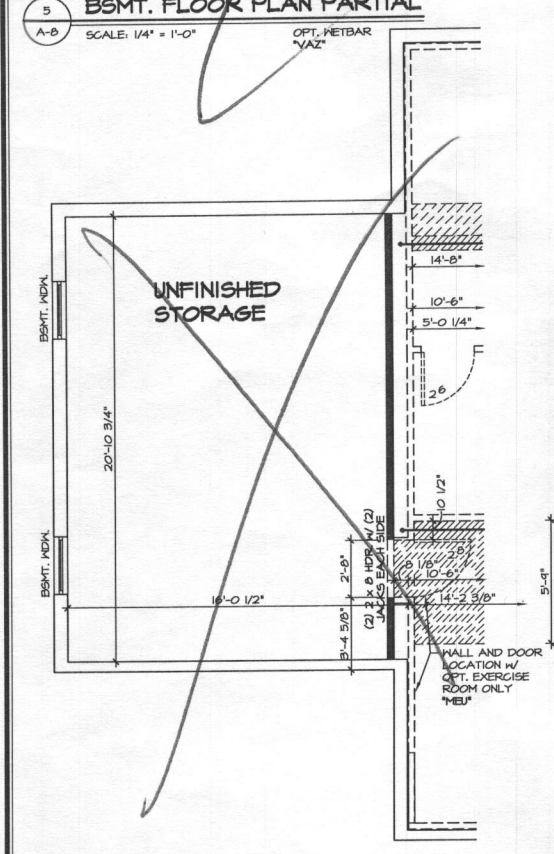 5
A-8
BSMT. FLOOR PLAN PARTIAL
SCALE: 1/4" = 1'-0"
OPT. WETBAR
"VAZ"
UNFINISHED
STORAGE
BSMT. WDW.
BSMT. WDW.
20'-10 3/4"
16'-0 1/2"
14'-8"
10'-6"
5'-0 1/4"
2⁶
10 1/2"
(2) 2 x 8 HDR W/ (2)
JACKS EACH SIDE
2'-8"
3'-4 5/8"
2⁸
8 1/8"
10'-6"
14'-2 3/8"
5'-9"
WALL AND DOOR
LOCATION W/
OPT. EXERCISE
ROOM ONLY
"MEU"